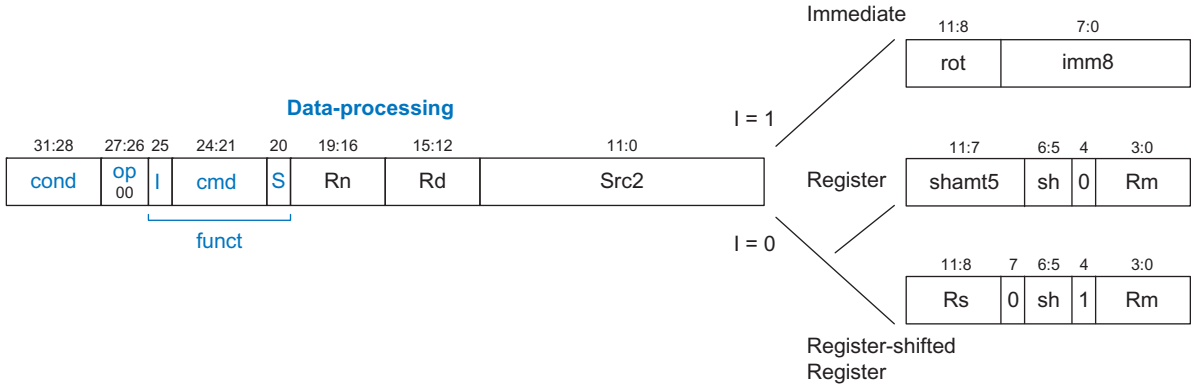 Immediate
11:8 7:0
rot imm8
Data-processing
I = 1
31:28 27:26 25 24:21 20 19:16 15:12 11:0
cond op 00 I cmd S Rn Rd Src2
funct
I = 0
Register
11:7 6:5 4 3:0
shamt5 sh 0 Rm
11:8 7 6:5 4 3:0
Rs 0 sh 1 Rm
Register-shifted
Register